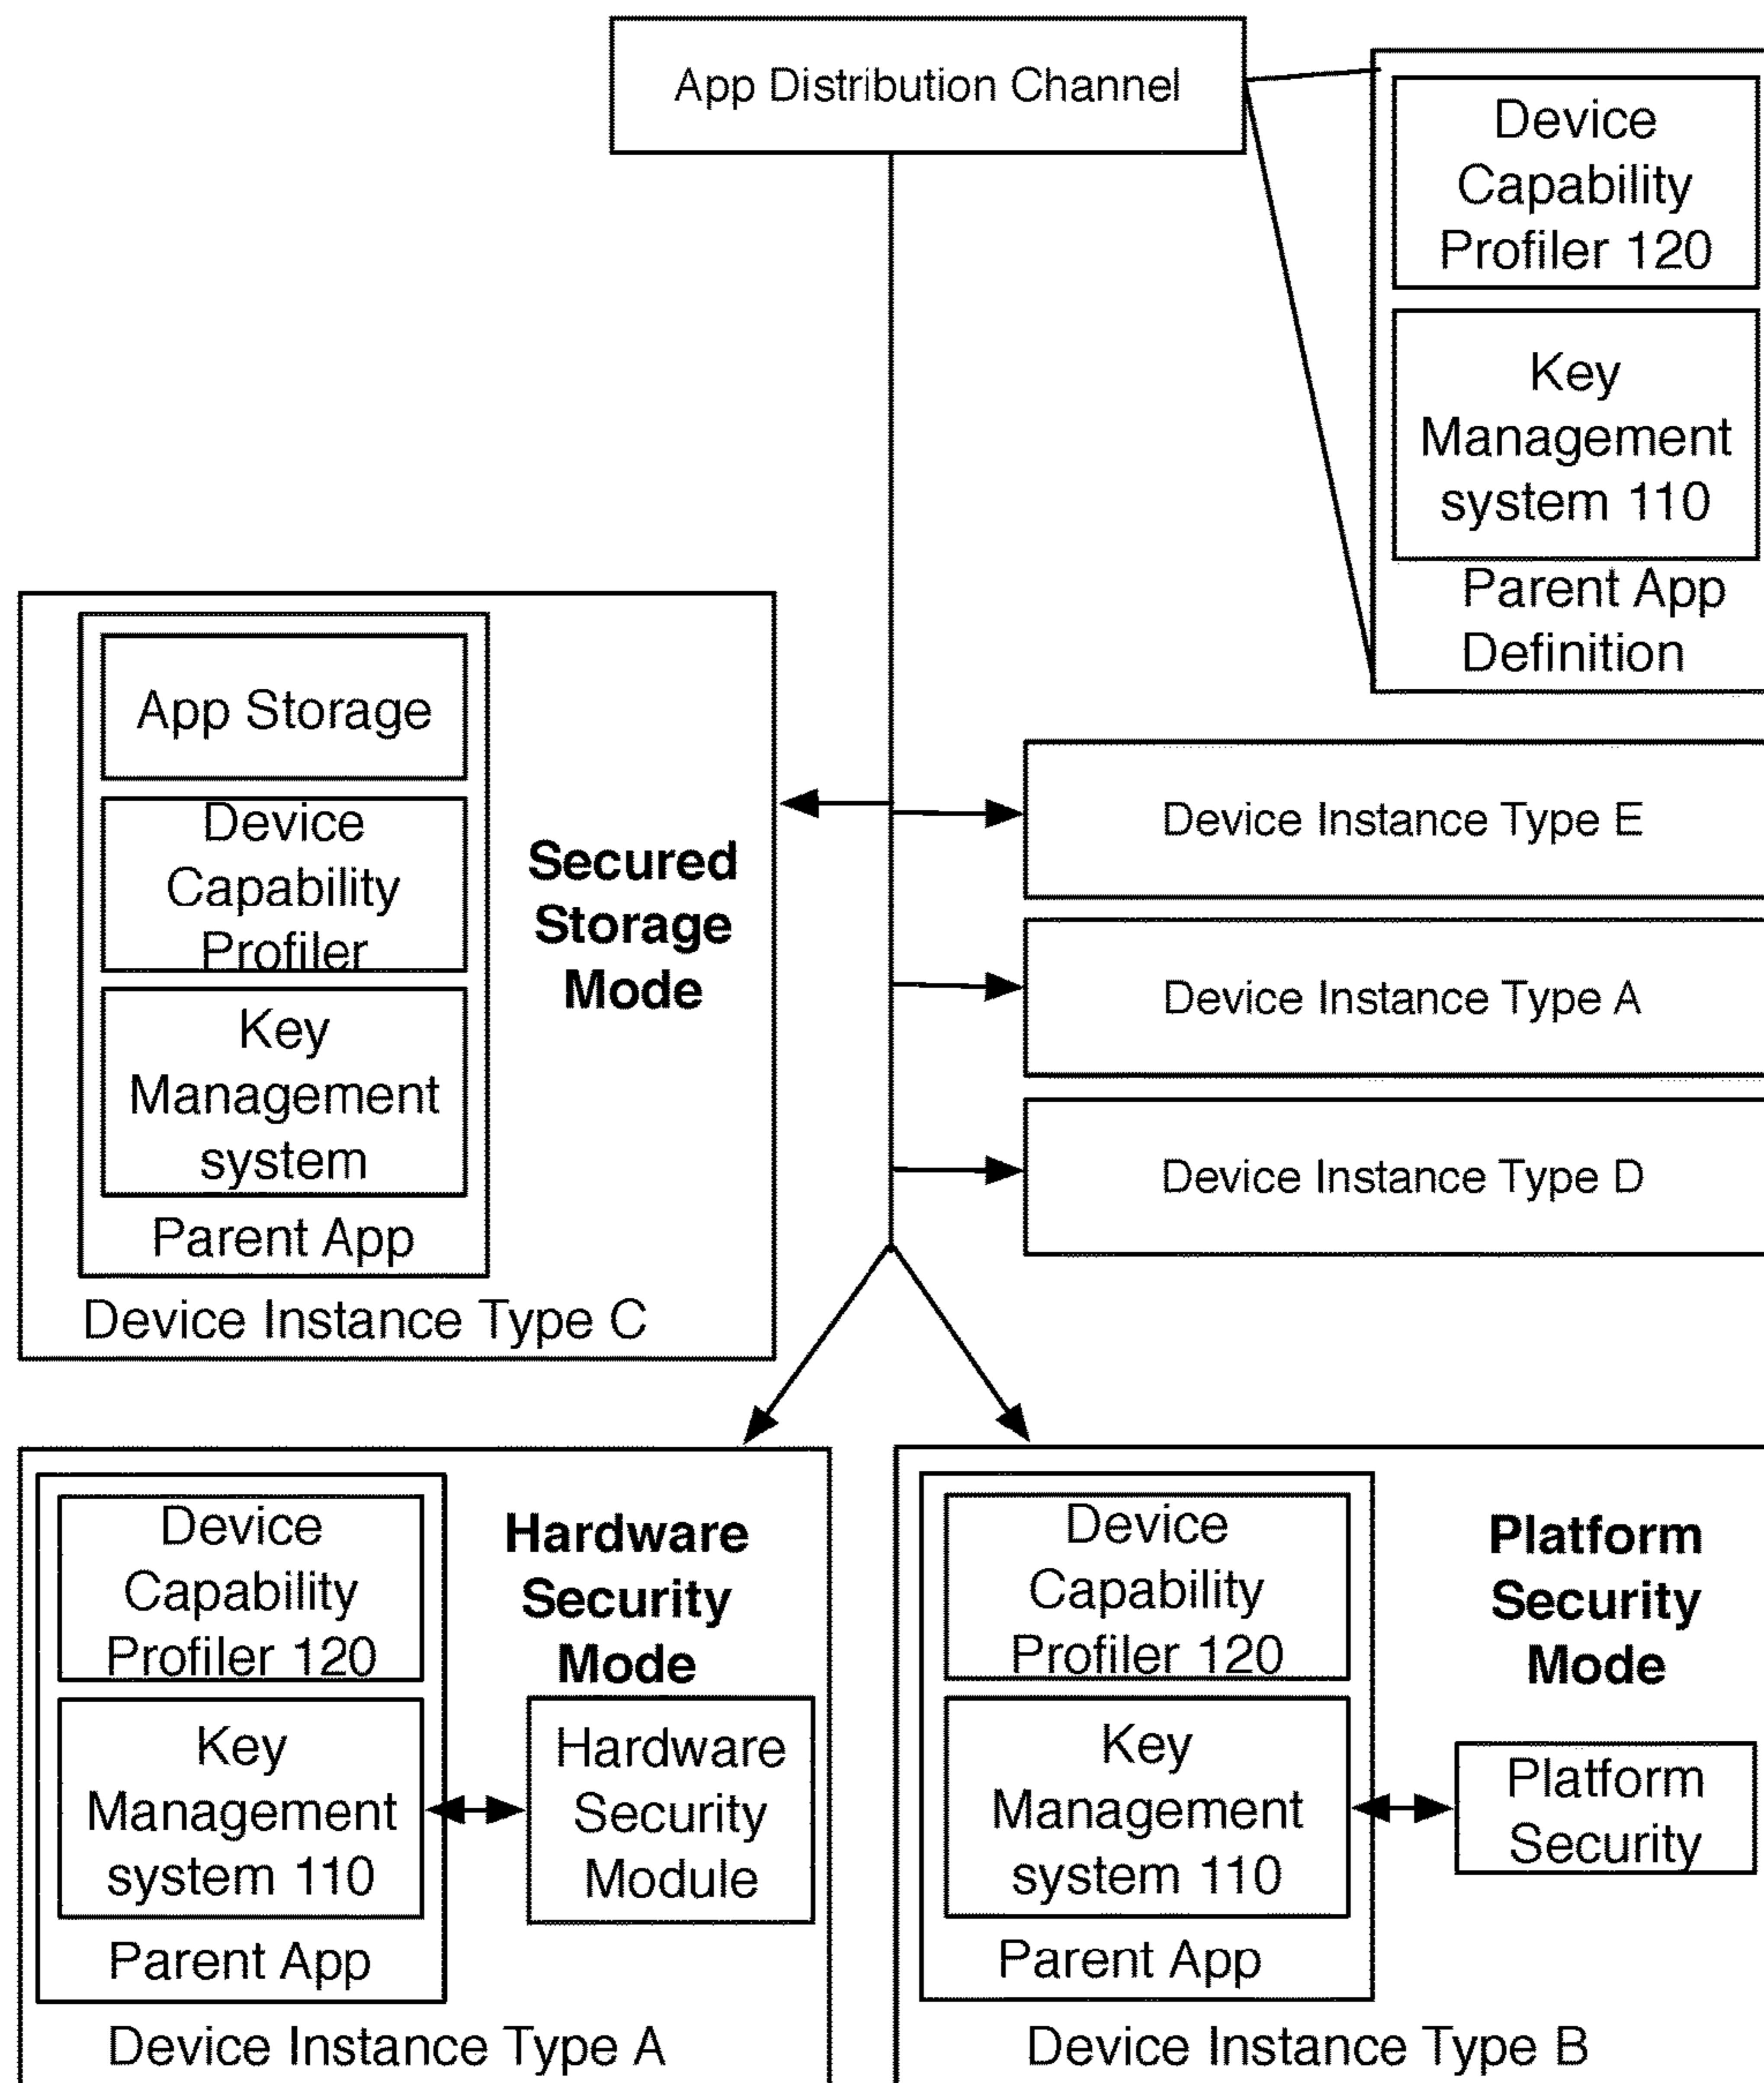 App Distribution Channel
Device
Capability
Profiler 120
Key
Management
system 110
Parent App
Definition
App Storage
Device
Capability
Profiler
Key
Management
system
Parent App
Secured
Storage
Mode
Device Instance Type C
Device Instance Type E
Device Instance Type A
Device Instance Type D
Device
Capability
Profiler 120
Key
Management
system 110
Parent App
Hardware
Security
Mode
Hardware
Security
Module
Device Instance Type A
Device
Capability
Profiler 120
Key
Management
system 110
Parent App
Platform
Security
Mode
Platform
Security
Device Instance Type B